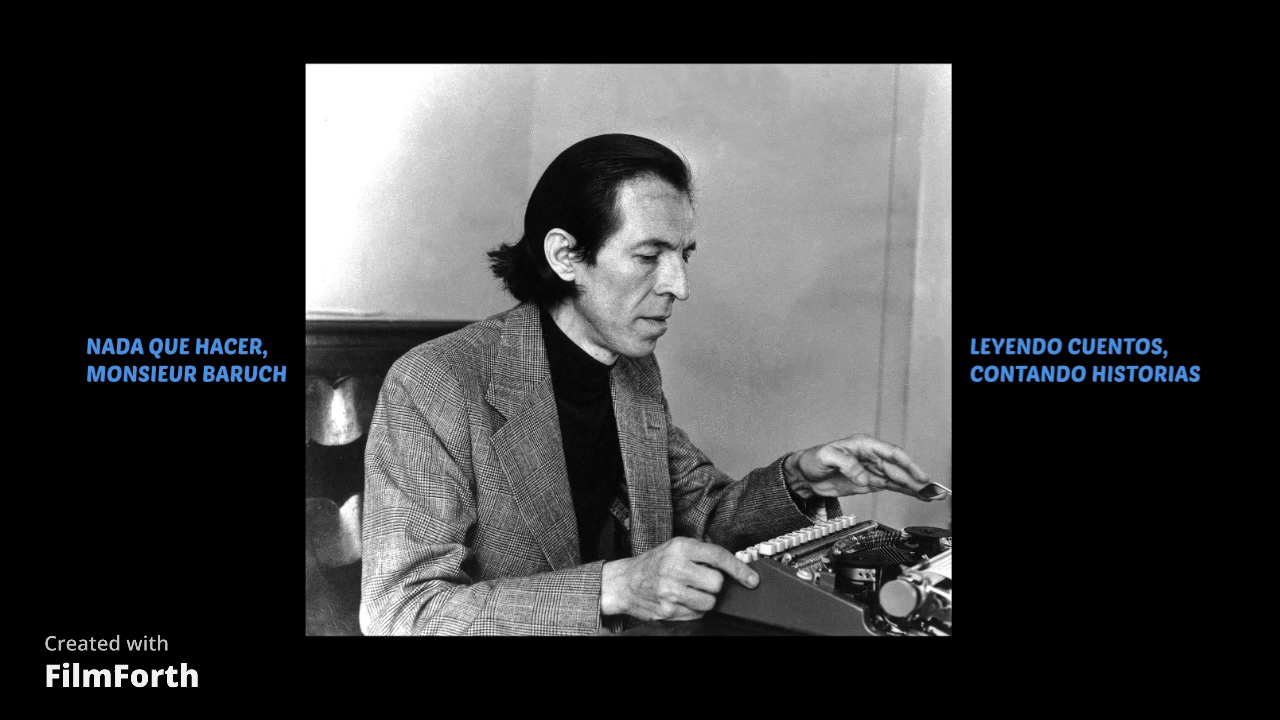 NADA QUE HACER,
MONSIEUR BARUCH
LEYENDO CUENTOS,
CONTANDO HISTORIAS
Created with
FilmForth